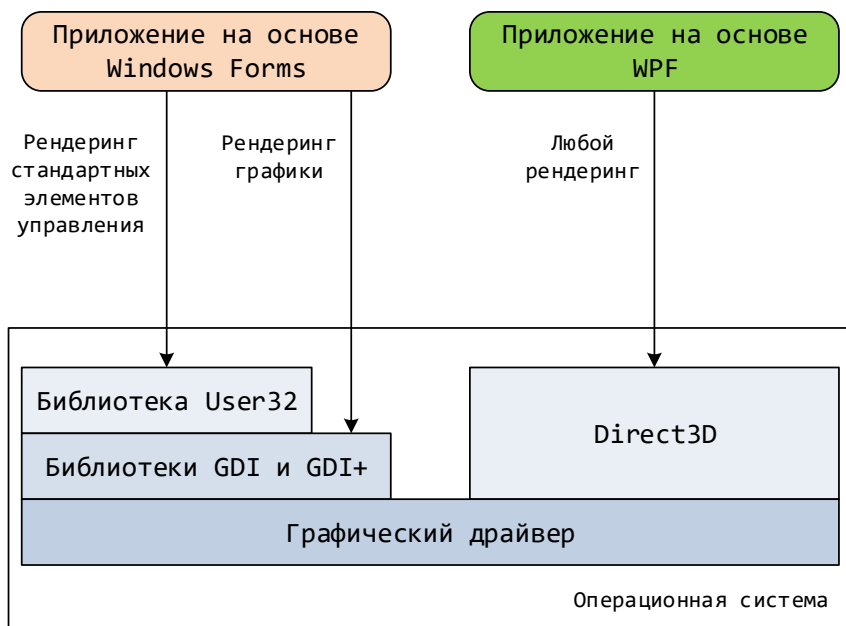 Приложение на основе
Windows Forms
Приложение на основе
WPF
Рендеринг
стандартных
элементов
управления
Рендеринг
графики
Любой
рендеринг
Библиотека User32
Библиотеки GDI и GDI+
Direct3D
Графический драйвер
Операционная система